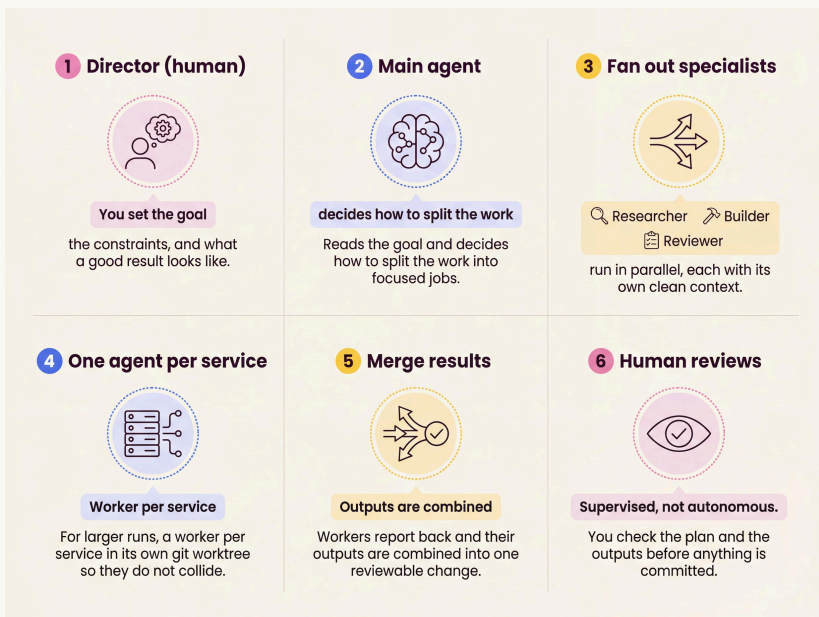 1 Director (human)
You set the goal
the constraints, and what
a good result looks like.
2 Main agent
decides how to split the work
Reads the goal and decides
how to split the work into
focused jobs.
3 Fan out specialists
Researcher Builder
Reviewer
run in parallel, each with its
own clean context.
4 One agent per service
Worker per service
For larger runs, a worker per
service in its own git worktree
so they do not collide.
5 Merge results
Outputs are combined
Workers report back and their
outputs are combined into one
reviewable change.
6 Human reviews
Supervised, not autonomous.
You check the plan and the
outputs before anything is
committed.